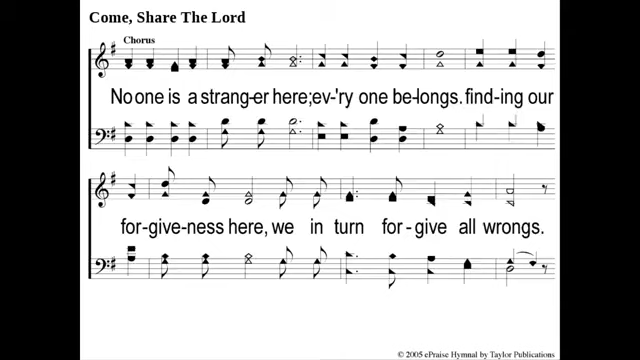 Come, Share The Lord
Chorus
No one is a strang-er here;ev-'ry one be-longs. find-ing our
for-give-ness here, we in turn for-give all wrongs.
© 2005 ePraise Hymnal by Taylor Publications